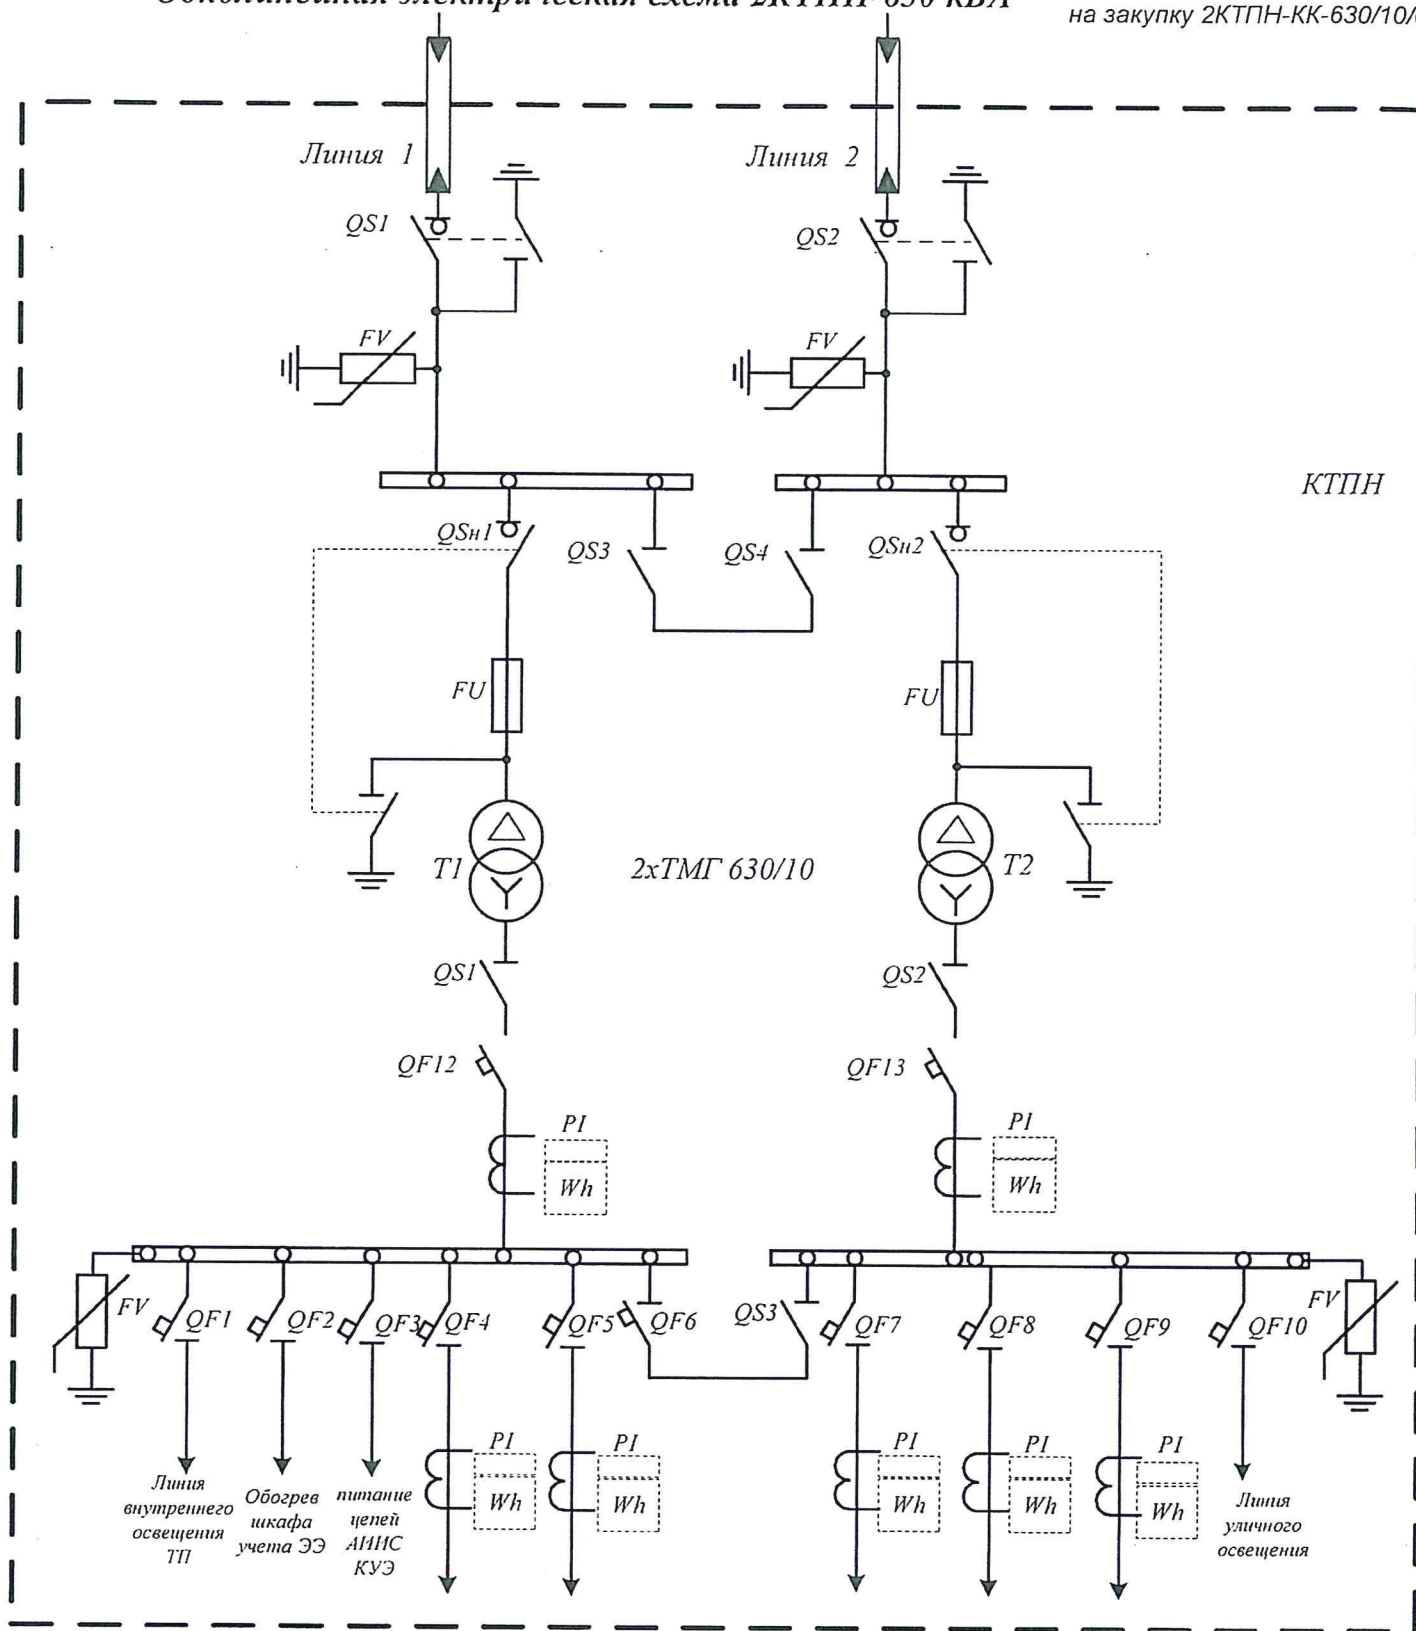 на закупку 2КТПН-КК-630/10/
Линия 1
Линия 2
QS1
QS2
FV
FV
КТПН
QSн1
QS3
QS4
QSн2
FU
FU
T1
2хТМГ 630/10
T2
QS1
QS2
QF12
QF13
PI
Wh
PI
Wh
FV
QF1
QF2
QF3
QF4
QF5
QF6
QS3
QF7
QF8
QF9
QF10
FV
PI
Wh
PI
Wh
PI
Wh
PI
Wh
PI
Wh
Линия
внутреннего
освещения
ТП
Обогрев
шкафа
учета ЭЭ
питание
цепей
АИИС
КУЭ
Линия
уличного
освещения